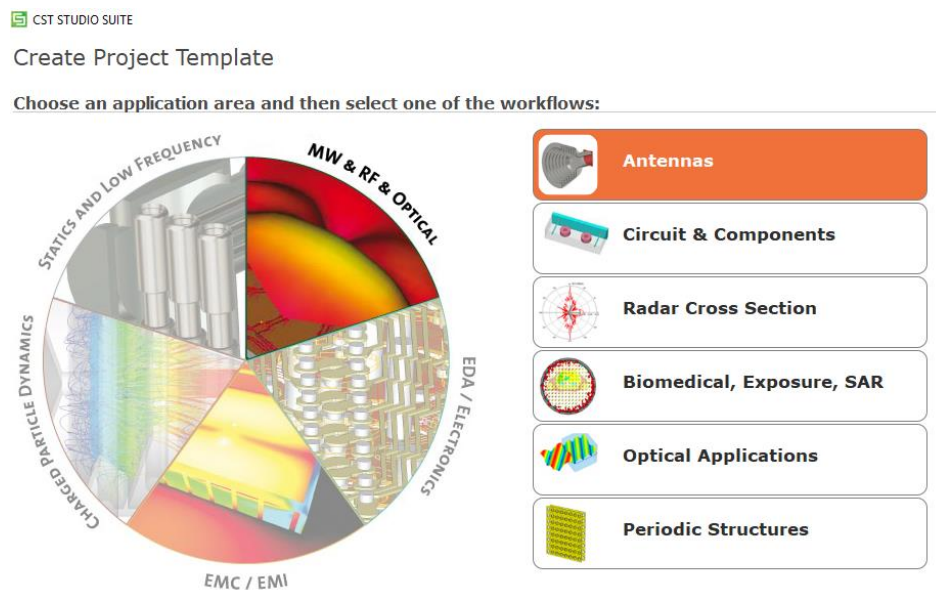 CST STUDIO SUITE
Create Project Template
Choose an application area and then select one of the workflows:
STATICS AND LOW FREQUENCY
MW & RF & OPTICAL
EDA / ELECTRONICS
EMC / EMI
CHARGED PARTICLE DYNAMICS
Antennas
Circuit & Components
Radar Cross Section
Biomedical, Exposure, SAR
Optical Applications
Periodic Structures